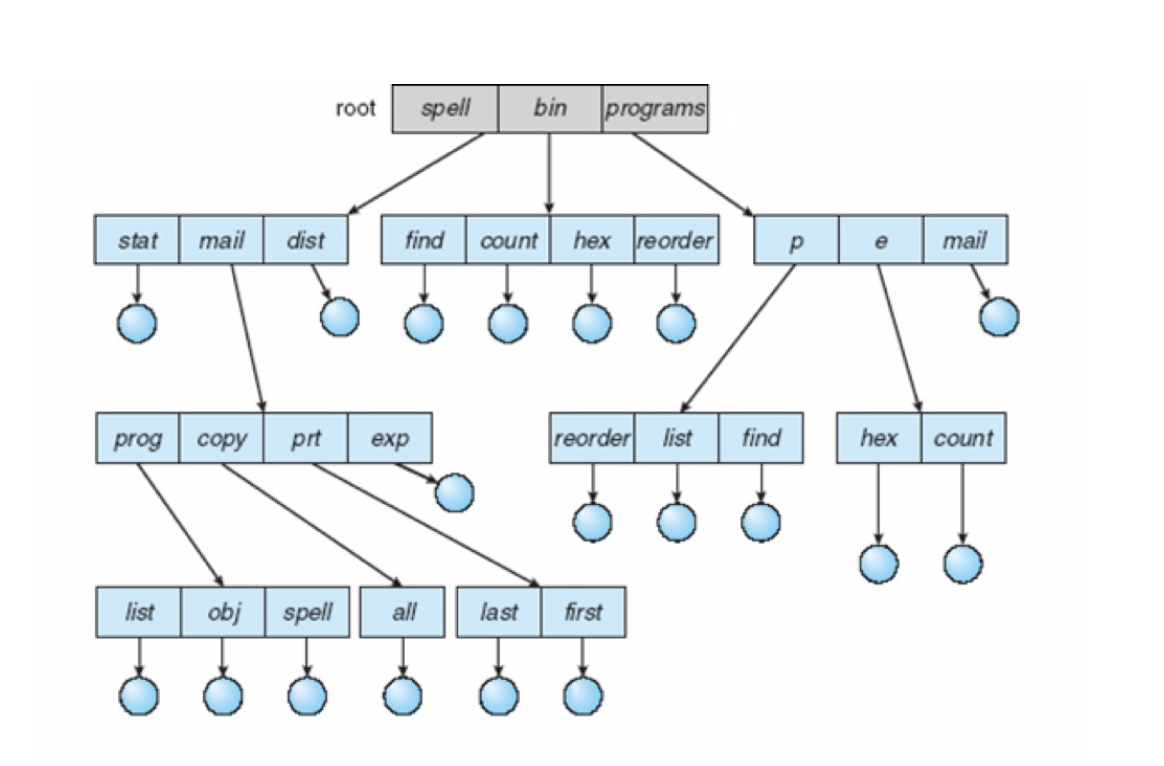 root spell bin programs
stat mail dist find count hex reorder p e mail
prog copy prt exp reorder list find hex count
list obj spell all last first